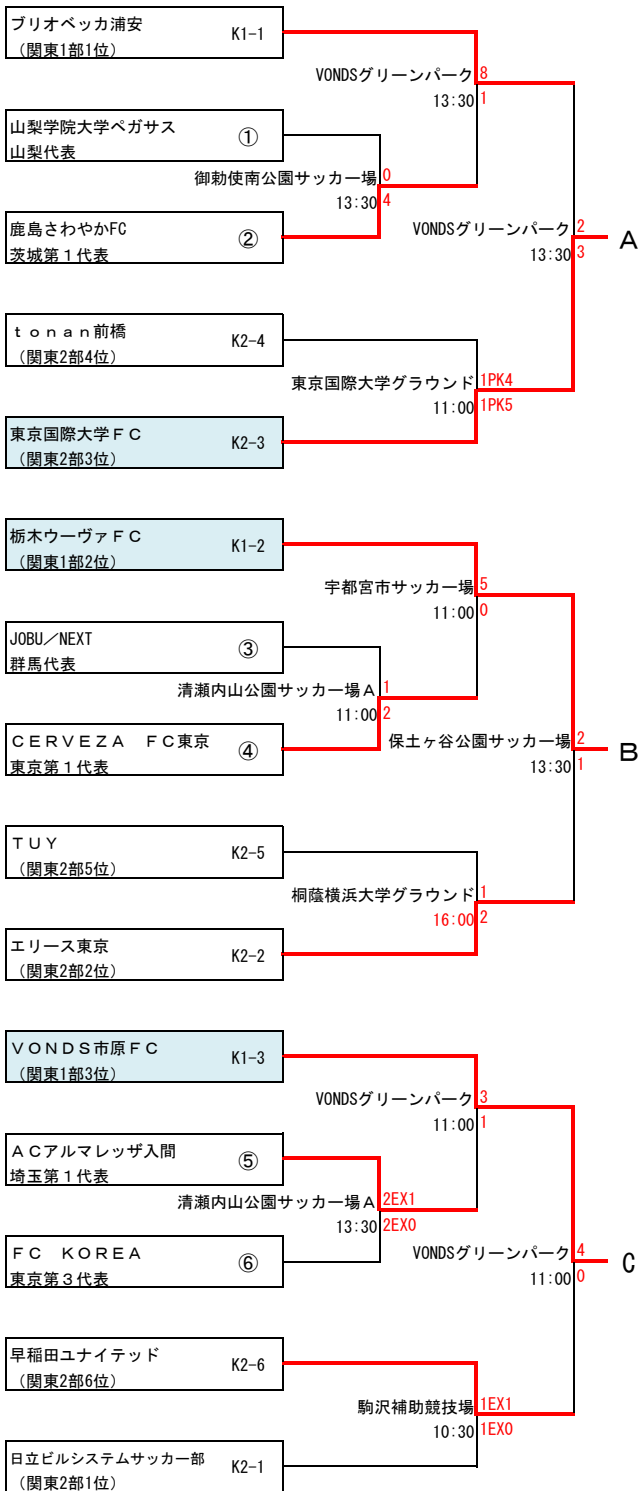 ブリオベッカ浦安
（関東1部1位）
K1-1
VONDSグリーンパーク 8
13:30 1
山梨学院大学ペガサス
山梨代表
①
御勅使南公園サッカー場 0
13:30 4
鹿島さわやかFC
茨城第１代表
②
VONDSグリーンパーク 2
13:30 3
A
ｔｏｎａｎ前橋
（関東2部4位）
K2-4
東京国際大学グラウンド 1PK4
11:00 1PK5
東京国際大学ＦＣ
（関東2部3位）
K2-3
栃木ウーヴァＦＣ
（関東1部2位）
K1-2
宇都宮市サッカー場 5
11:00 0
JOBU／NEXT
群馬代表
③
清瀬内山公園サッカー場Ａ 1
11:00 2
ＣＥＲＶＥＺＡ　ＦＣ東京
東京第１代表
④
保土ヶ谷公園サッカー場 2
13:30 1
B
ＴＵＹ
（関東2部5位）
K2-5
桐蔭横浜大学グラウンド 1
16:00 2
エリース東京
（関東2部2位）
K2-2
ＶＯＮＤＳ市原ＦＣ
（関東1部3位）
K1-3
VONDSグリーンパーク 3
11:00 1
ＡＣアルマレッザ入間
埼玉第１代表
⑤
清瀬内山公園サッカー場Ａ 2EX1
13:30 2EX0
ＦＣ　ＫＯＲＥＡ
東京第３代表
⑥
VONDSグリーンパーク 4
11:00 0
C
早稲田ユナイテッド
（関東2部6位）
K2-6
駒沢補助競技場 1EX1
10:30 1EX0
日立ビルシステムサッカー部
（関東2部1位）
K2-1